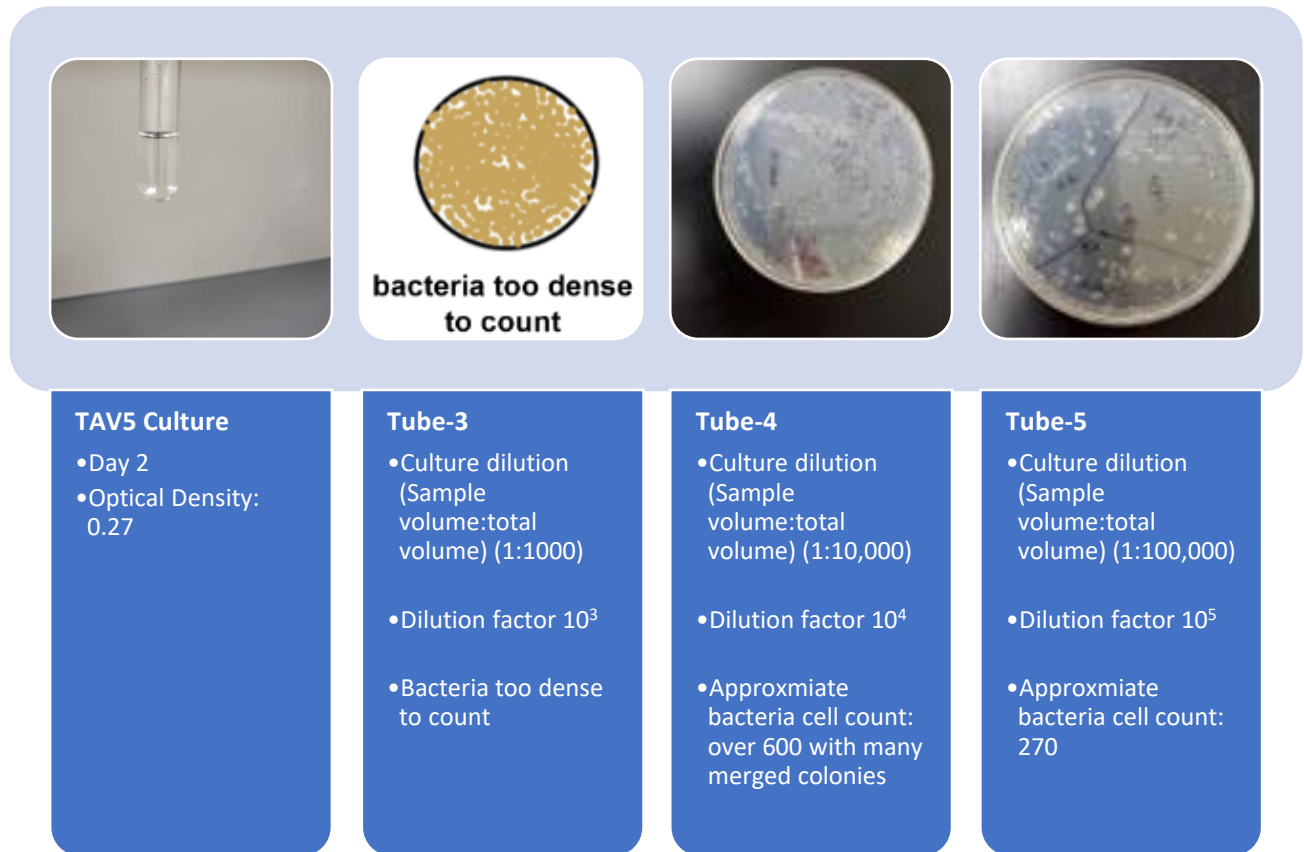 bacteria too dense
to count
TAV5 Culture
•Day 2
•Optical Density:
0.27
Tube-3
•Culture dilution
(Sample
volume:total
volume) (1:1000)
•Dilution factor 10³
•Bacteria too dense
to count
Tube-4
•Culture dilution
(Sample
volume:total
volume) (1:10,000)
•Dilution factor 10⁴
•Approxmiate
bacteria cell count:
over 600 with many
merged colonies
Tube-5
•Culture dilution
(Sample
volume:total
volume) (1:100,000)
•Dilution factor 10⁵
•Approxmiate
bacteria cell count:
270